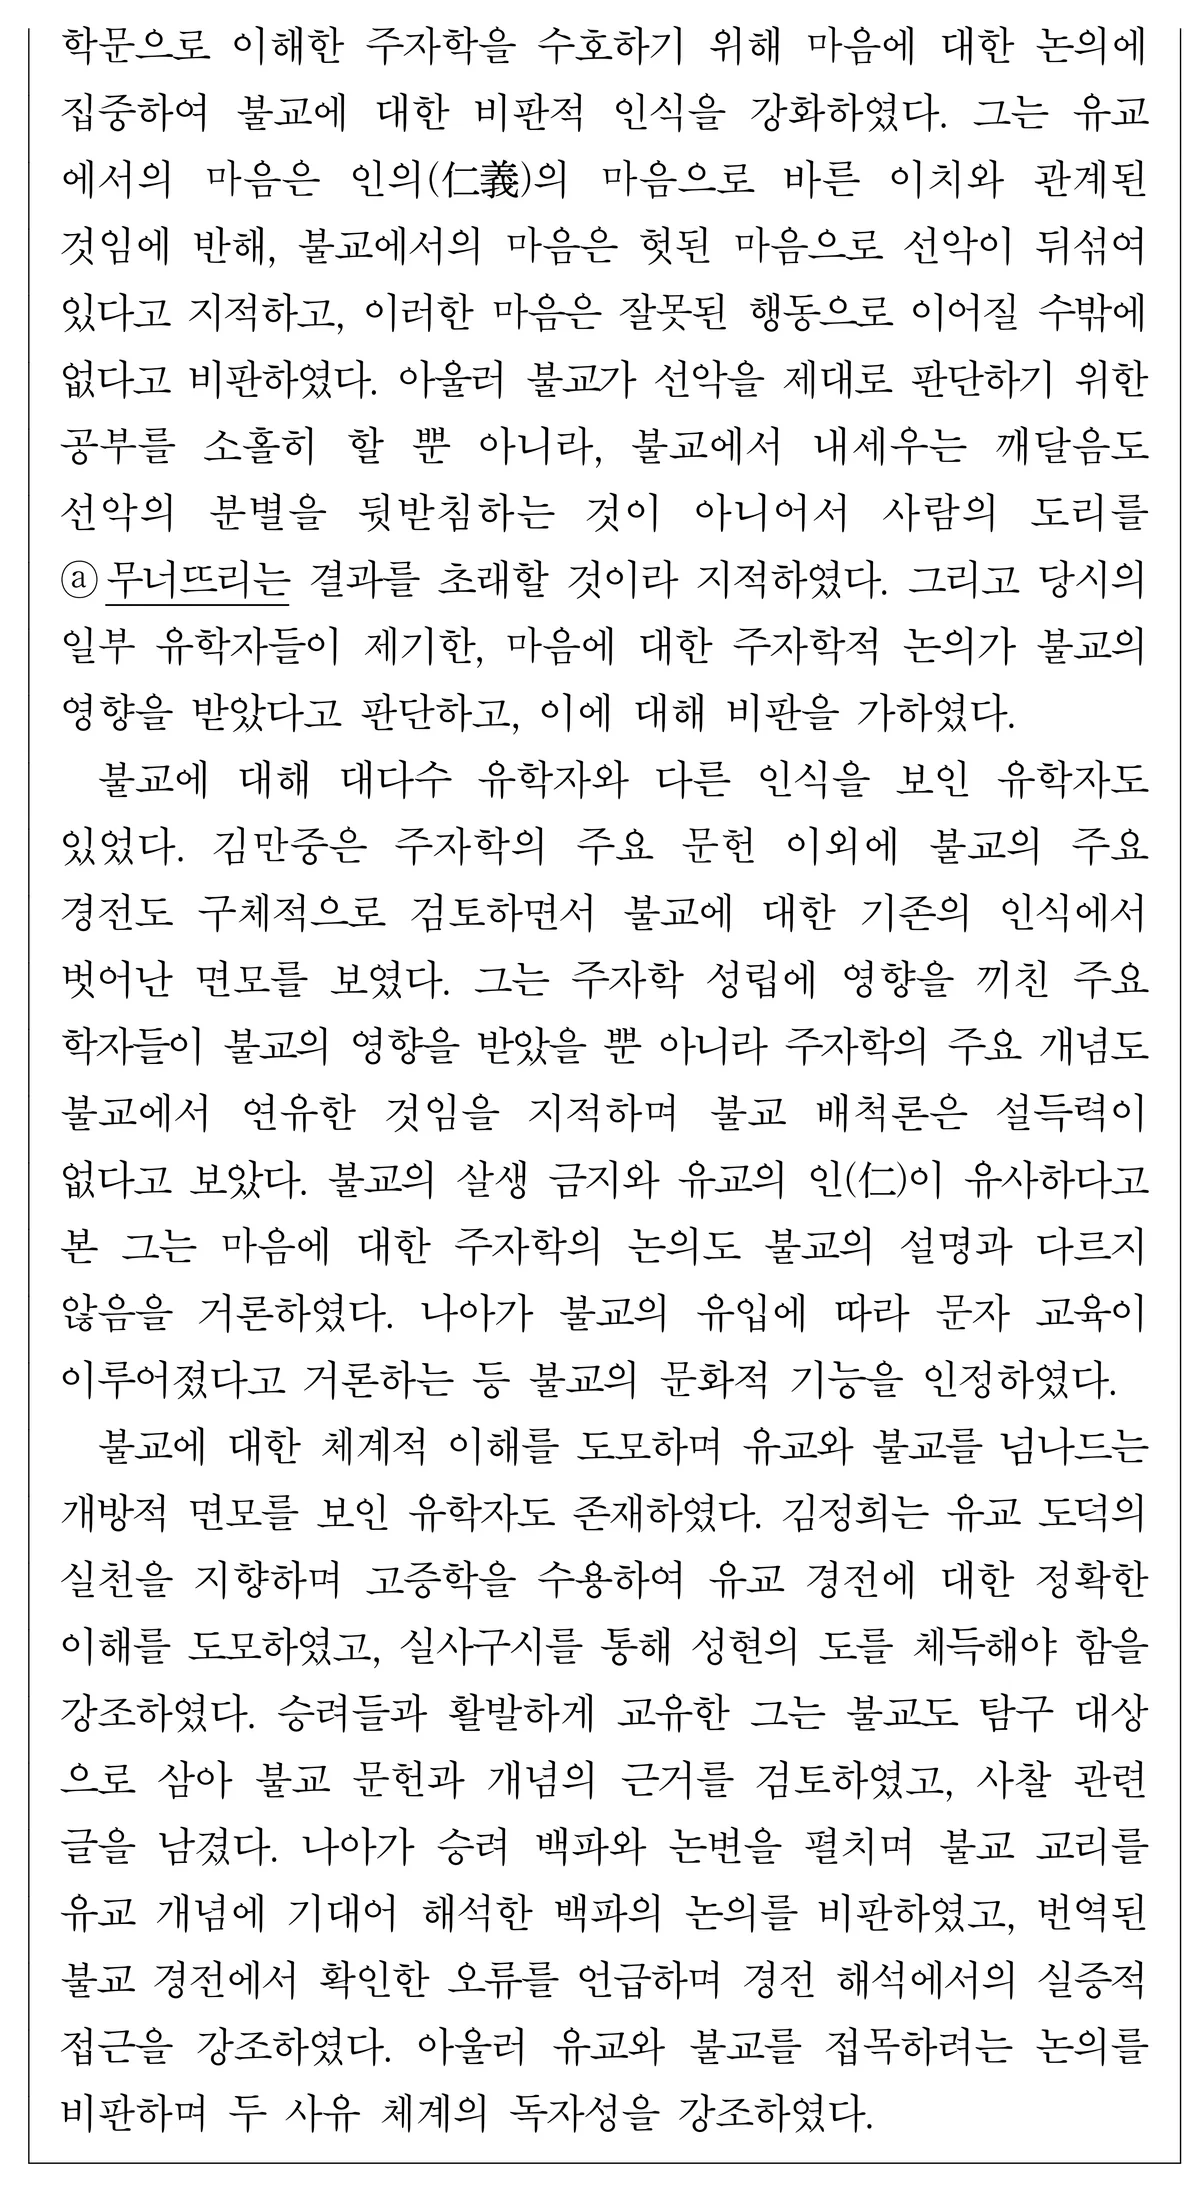 학문으로 이해한 주자학을 수호하기 위해 마음에 대한 논의에
집중하여 불교에 대한 비판적 인식을 강화하였다. 그는 유교
에서의 마음은 인의(仁義)의 마음으로 바른 이치와 관계된
것임에 반해, 불교에서의 마음은 헛된 마음으로 선악이 뒤섞여
있다고 지적하고, 이러한 마음은 잘못된 행동으로 이어질 수밖에
없다고 비판하였다. 아울러 불교가 선악을 제대로 판단하기 위한
공부를 소홀히 할 뿐 아니라, 불교에서 내세우는 깨달음도
선악의 분별을 뒷받침하는 것이 아니어서 사람의 도리를
ⓐ무너뜨리는 결과를 초래할 것이라 지적하였다. 그리고 당시의
일부 유학자들이 제기한, 마음에 대한 주자학적 논의가 불교의
영향을 받았다고 판단하고, 이에 대해 비판을 가하였다.
불교에 대해 대다수 유학자와 다른 인식을 보인 유학자도
있었다. 김만중은 주자학의 주요 문헌 이외에 불교의 주요
경전도 구체적으로 검토하면서 불교에 대한 기존의 인식에서
벗어난 면모를 보였다. 그는 주자학 성립에 영향을 끼친 주요
학자들이 불교의 영향을 받았을 뿐 아니라 주자학의 주요 개념도
불교에서 연유한 것임을 지적하며 불교 배척론은 설득력이
없다고 보았다. 불교의 살생 금지와 유교의 인(仁)이 유사하다고
본 그는 마음에 대한 주자학의 논의도 불교의 설명과 다르지
않음을 거론하였다. 나아가 불교의 유입에 따라 문자 교육이
이루어졌다고 거론하는 등 불교의 문화적 기능을 인정하였다.
불교에 대한 체계적 이해를 도모하며 유교와 불교를 넘나드는
개방적 면모를 보인 유학자도 존재하였다. 김정희는 유교 도덕의
실천을 지향하며 고증학을 수용하여 유교 경전에 대한 정확한
이해를 도모하였고, 실사구시를 통해 성현의 도를 체득해야 함을
강조하였다. 승려들과 활발하게 교유한 그는 불교도 탐구 대상
으로 삼아 불교 문헌과 개념의 근거를 검토하였고, 사찰 관련
글을 남겼다. 나아가 승려 백파와 논변을 펼치며 불교 교리를
유교 개념에 기대어 해석한 백파의 논의를 비판하였고, 번역된
불교 경전에서 확인한 오류를 언급하며 경전 해석에서의 실증적
접근을 강조하였다. 아울러 유교와 불교를 접목하려는 논의를
비판하며 두 사유 체계의 독자성을 강조하였다.